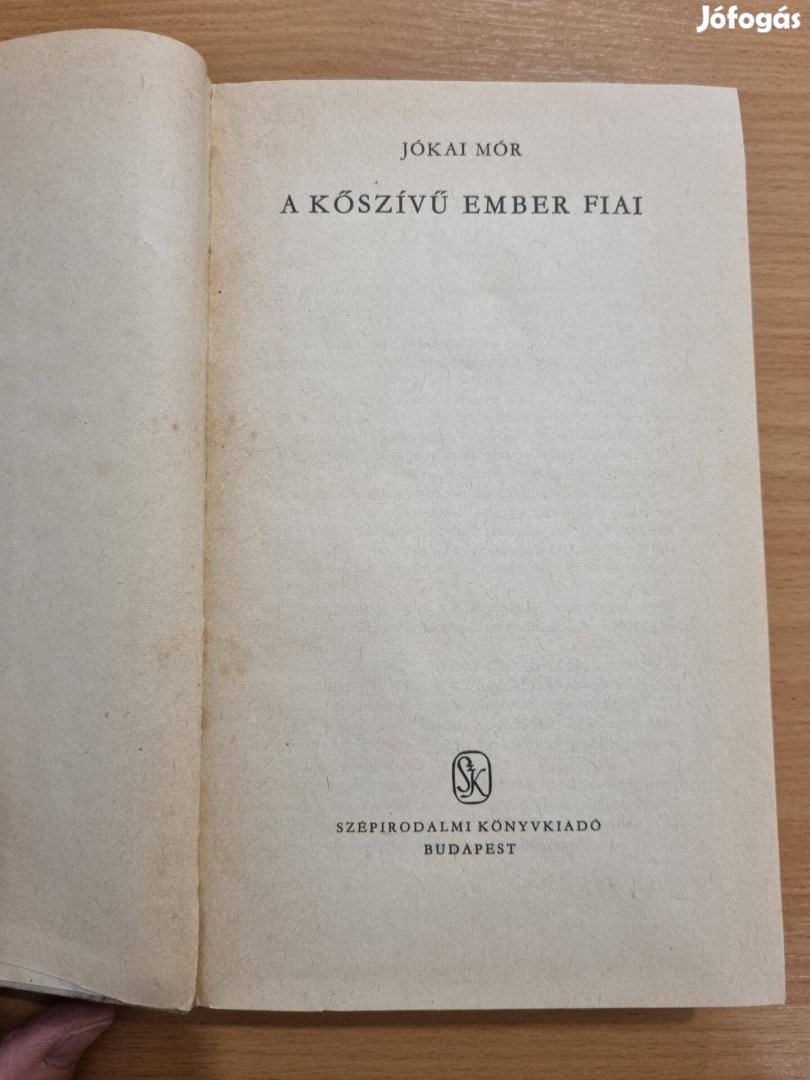 Jófogás
JÓKAI MÓR
A KŐSZÍVŰ EMBER FIAI
SzK
SZÉPIRODALMI KÖNYVKIADÓ
BUDAPEST